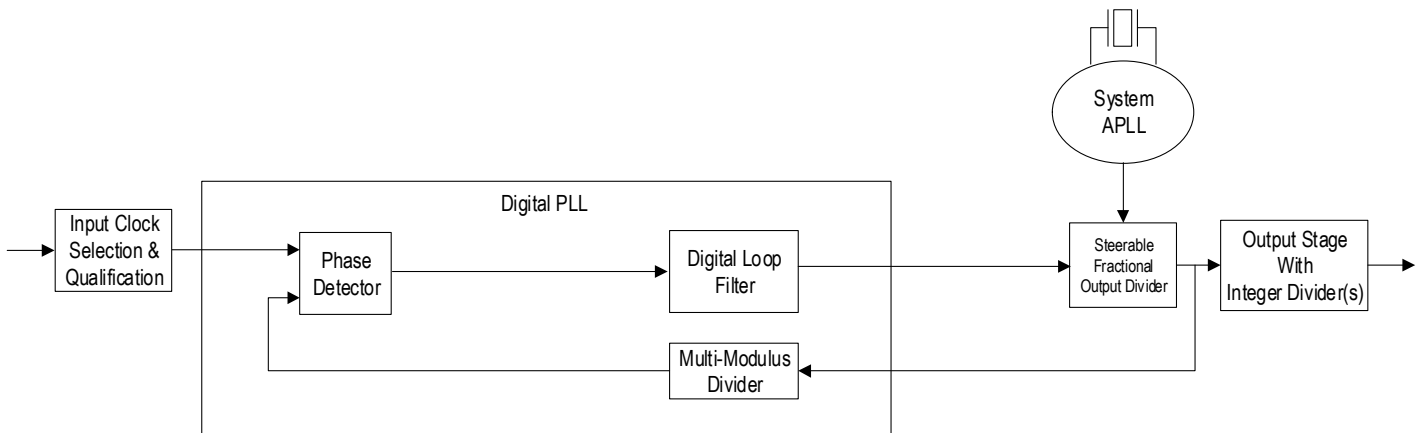 System
APLL
Digital PLL
Input Clock
Selection &
Qualification
Phase
Detector
Digital Loop
Filter
Steerable
Fractional
Output Divider
Output Stage
With
Integer Divider(s)
Multi-Modulus
Divider